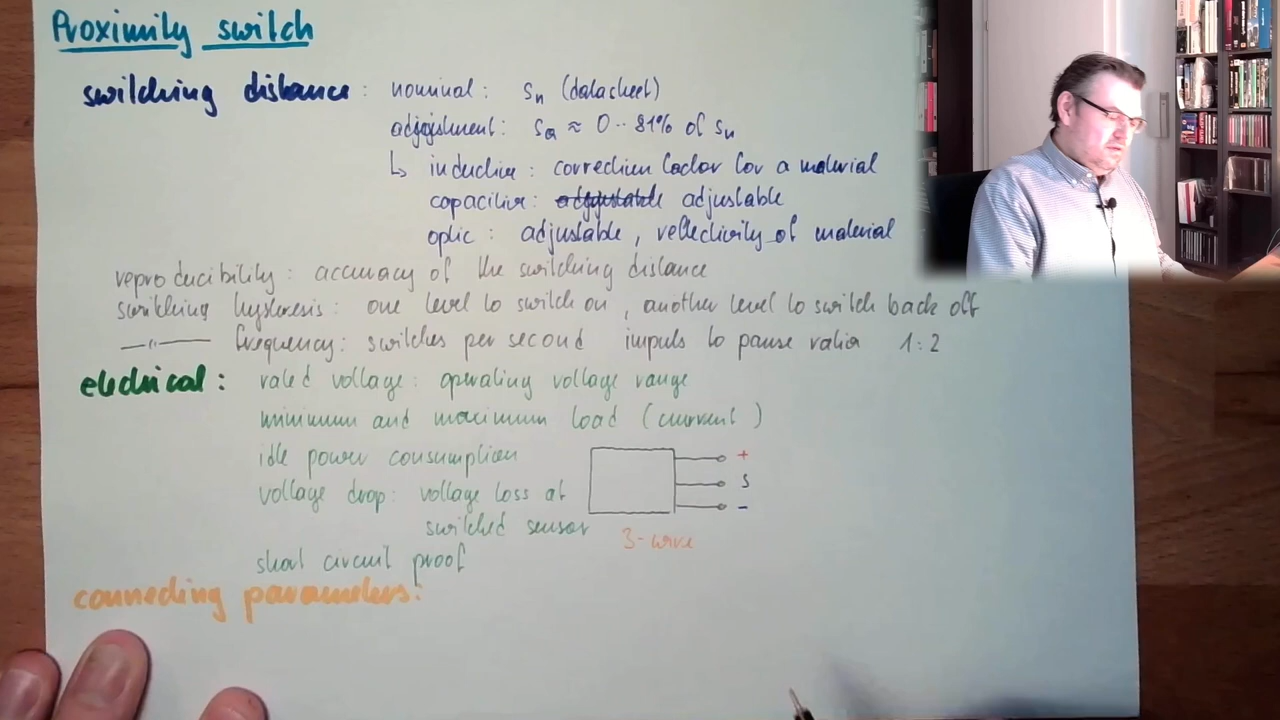 Proximity switch
switching distance : nominal : sn (datasheet)
adjustment : sa ≈ 0 .. 81% of sn
↳ inductive : correction factor for a material
capacitive : adjustable adjustable
optic : adjustable , reflectivity of material
reproducibility : accuracy of the switching distance
switching hysteresis : one level to switch on , another level to switch back off
—"— frequency : switches per second impuls to pause ratio 1:2
electrical : rated voltage : operating voltage range
minimum and maximum load (current)
idle power consumption
voltage drop : voltage loss at
switched sensor
short circuit proof
+
S
-
3-wire
connecting parameters :